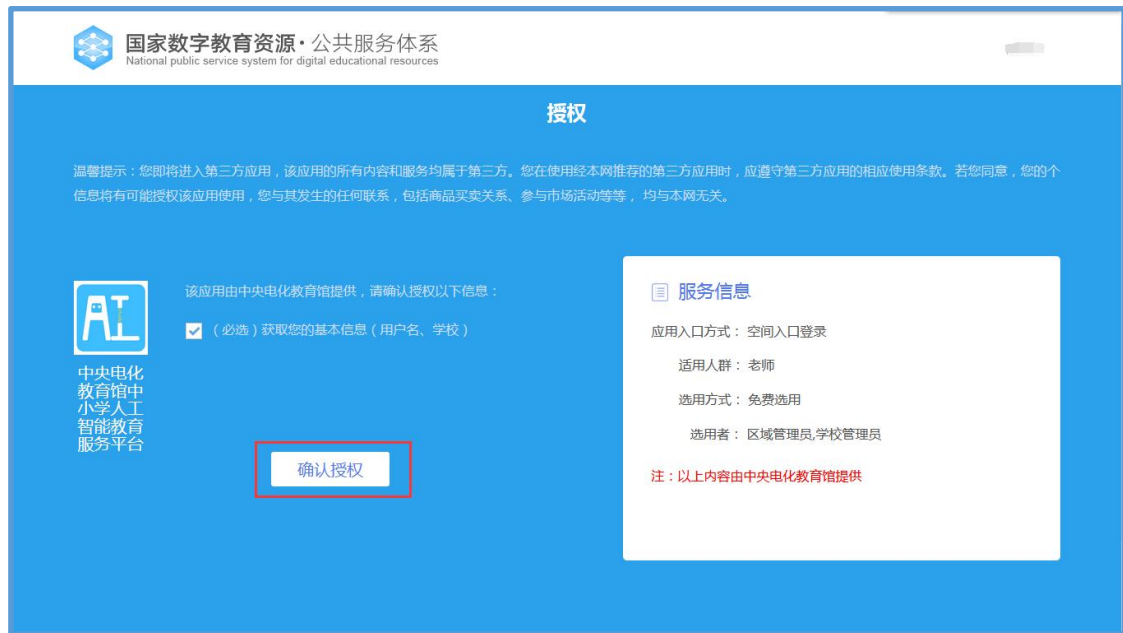 国家数字教育资源·公共服务体系
National public service system for digital educational resources
授权
温馨提示：您即将进入第三方应用，该应用的所有内容和服务均属于第三方。您在使用经本网推荐的第三方应用时，应遵守第三方应用的相应使用条款。若您同意，您的个
信息将有可能授权该应用使用，您与其发生的任何联系，包括商品买卖关系、参与市场活动等等，均与本网无关。
AI
中央电化
教育馆中
小学人工
智能教育
服务平台
该应用由中央电化教育馆提供，请确认授权以下信息：
（必选）获取您的基本信息（用户名、学校）
确认授权
服务信息
应用入口方式：空间入口登录
适用人群：老师
选用方式：免费选用
选用者：区域管理员,学校管理员
注：以上内容由中央电化教育馆提供